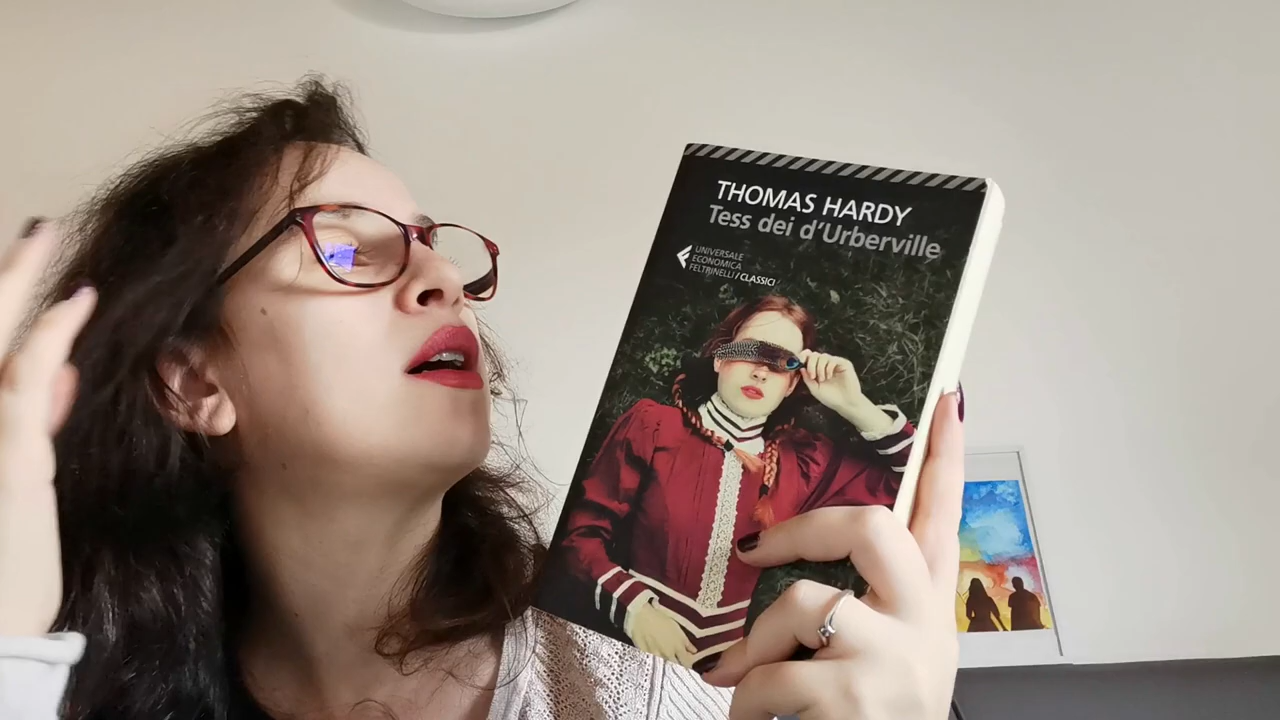 THOMAS HARDY
Tess dei d'Urberville
UNIVERSALE
ECONOMICA
FELTRINELLI/CLASSICI